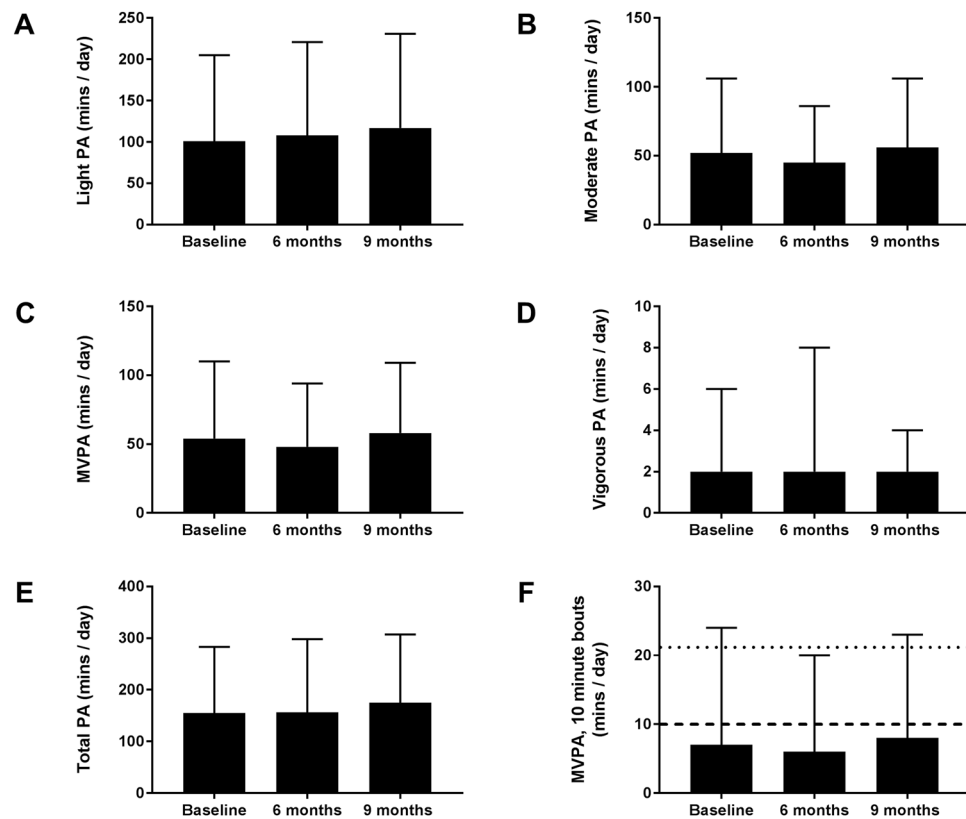 A
Light PA (mins / day)
250
200
150
100
50
0
Baseline 6 months 9 months
B
Moderate PA (mins / day)
150
100
50
0
Baseline 6 months 9 months
C
MVPA (mins / day)
150
100
50
0
Baseline 6 months 9 months
D
Vigorous PA (mins / day)
10
8
6
4
2
0
Baseline 6 months 9 months
E
Total PA (mins / day)
400
300
200
100
0
Baseline 6 months 9 months
F
MVPA, 10 minute bouts
(mins / day)
30
20
10
0
Baseline 6 months 9 months